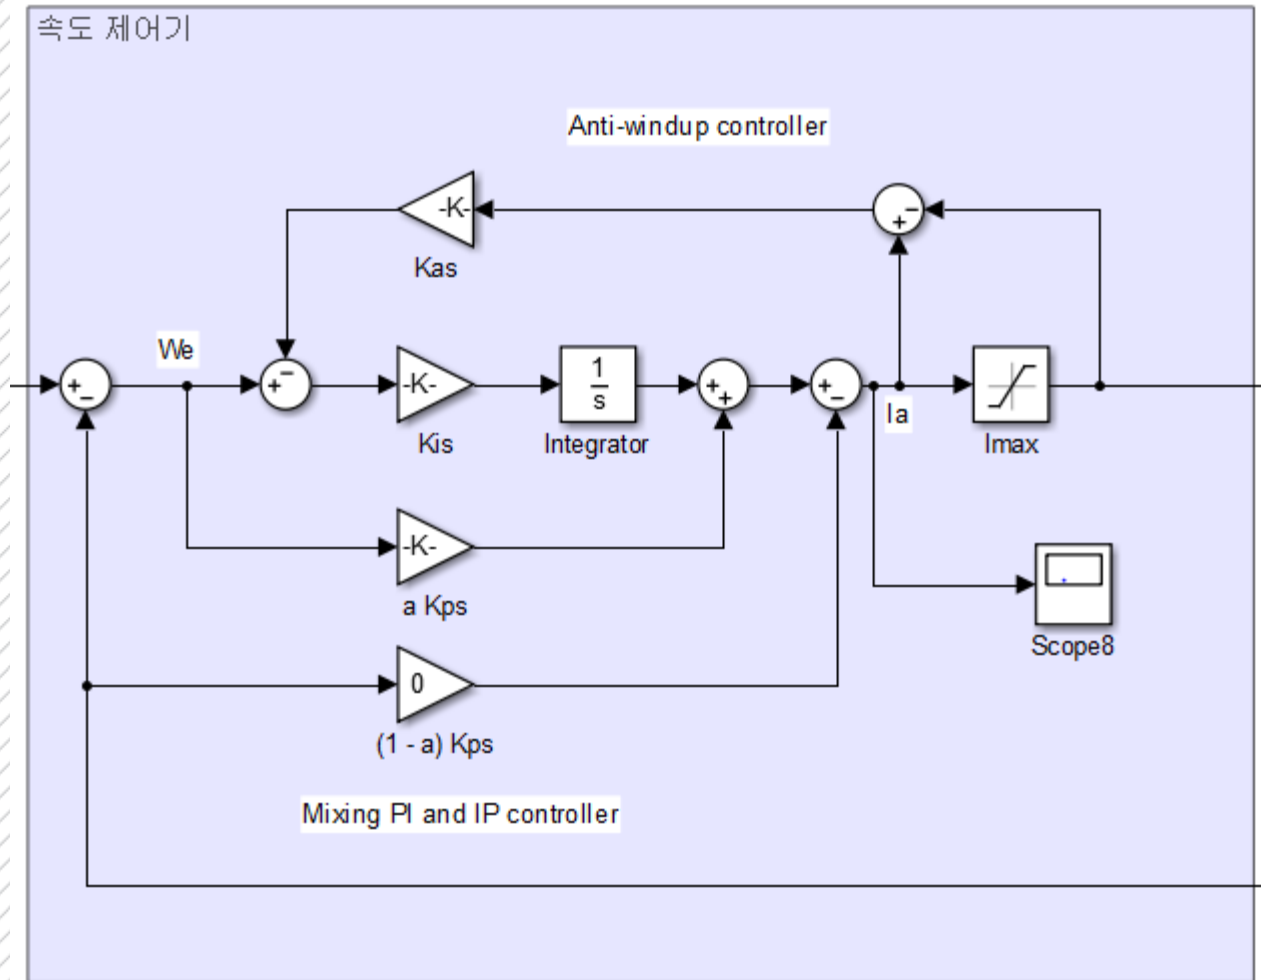 속도 제어기
Anti-windup controller
-K-
Kas
We
-K-
Kis
1
s
Integrator
Ia
Imax
-K-
a Kps
Scope8
0
(1 - a) Kps
Mixing PI and IP controller